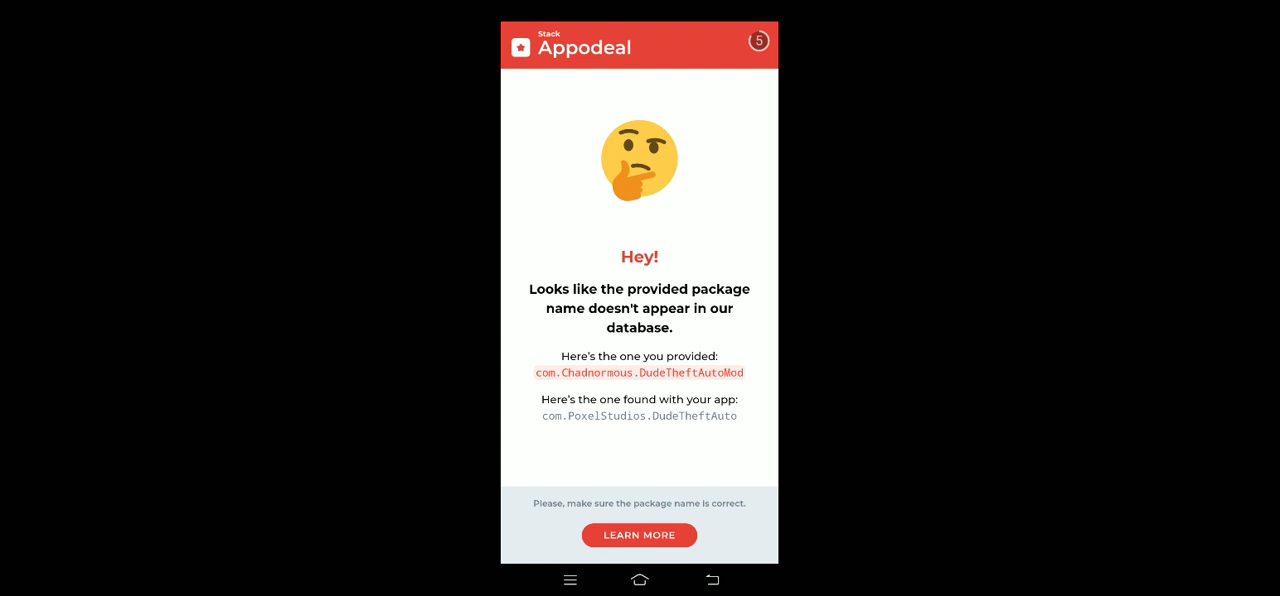 Stack
Appodeal
5
Hey!
Looks like the provided package
name doesn't appear in our
database.
Here's the one you provided:
com.Chadnormous.DudeTheftAutoMod
Here's the one found with your app:
com.PoxelStudios.DudeTheftAuto
Please, make sure the package name is correct.
LEARN MORE